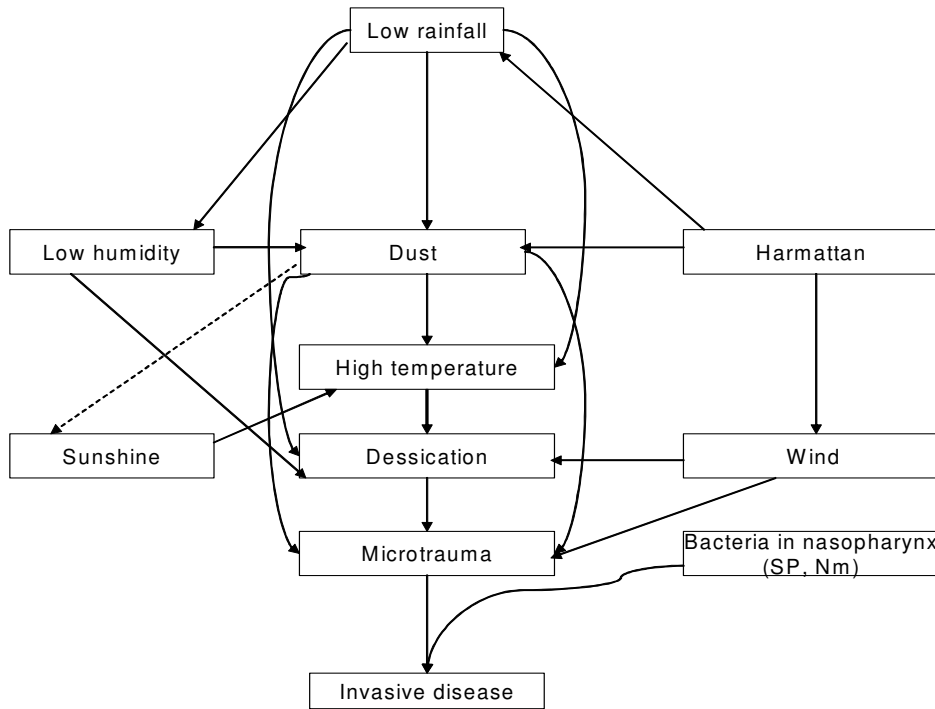 Low rainfall
Low humidity
Dust
Harmattan
High temperature
Sunshine
Dessication
Wind
Microtrauma
Bacteria in nasopharynx
(SP, Nm)
Invasive disease